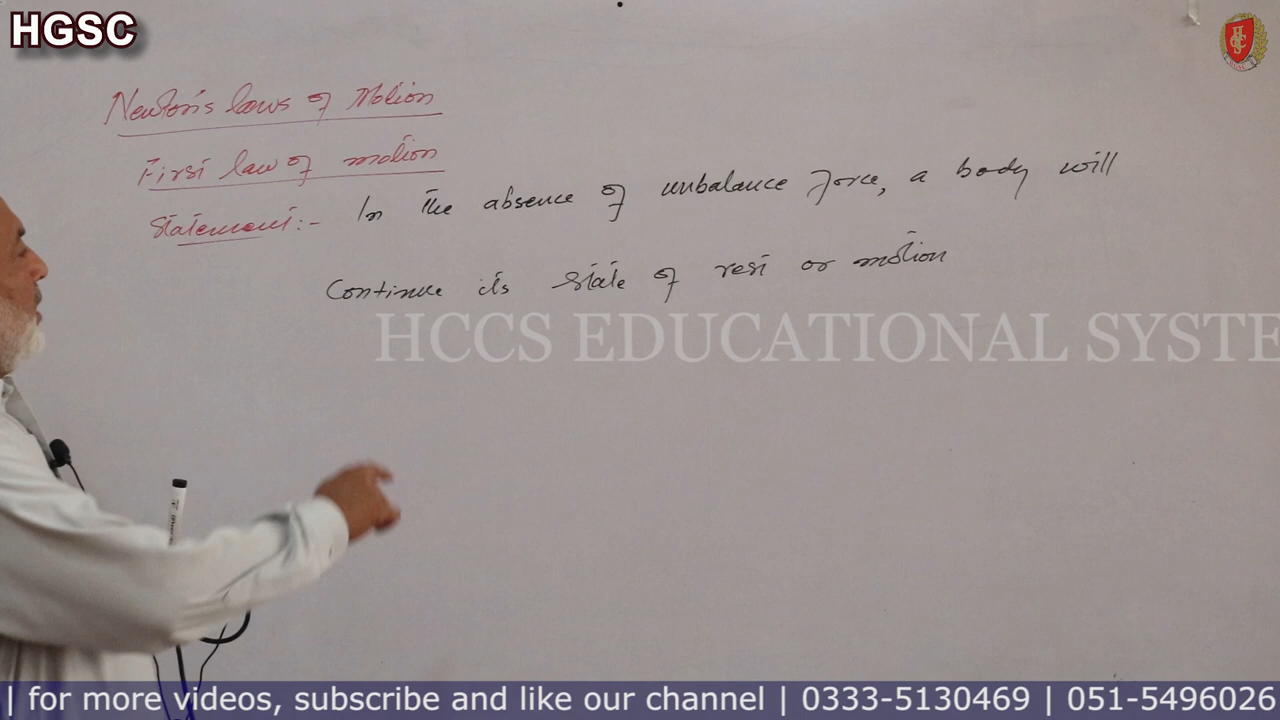 HGSC
Newton's laws of Motion
First law of motion
Statement:- In the absence of unbalance force, a body will
Continue its state of rest or motion
HCCS EDUCATIONAL SYSTE
| for more videos, subscribe and like our channel | 0333-5130469 | 051-5496026